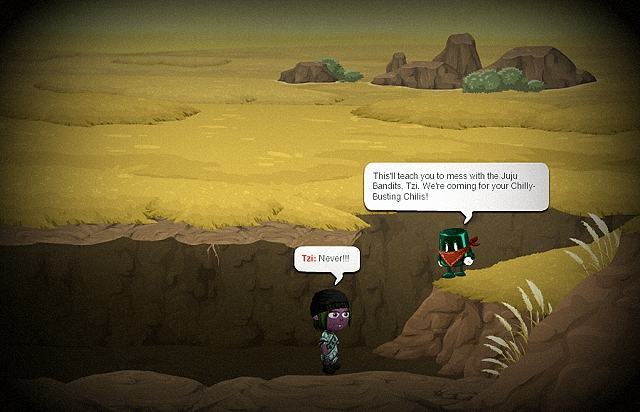 This'll teach you to mess with the Juju
Bandits, Tzi. We're coming for your Chilly-
Busting Chilis!
Tzi: Never!!!